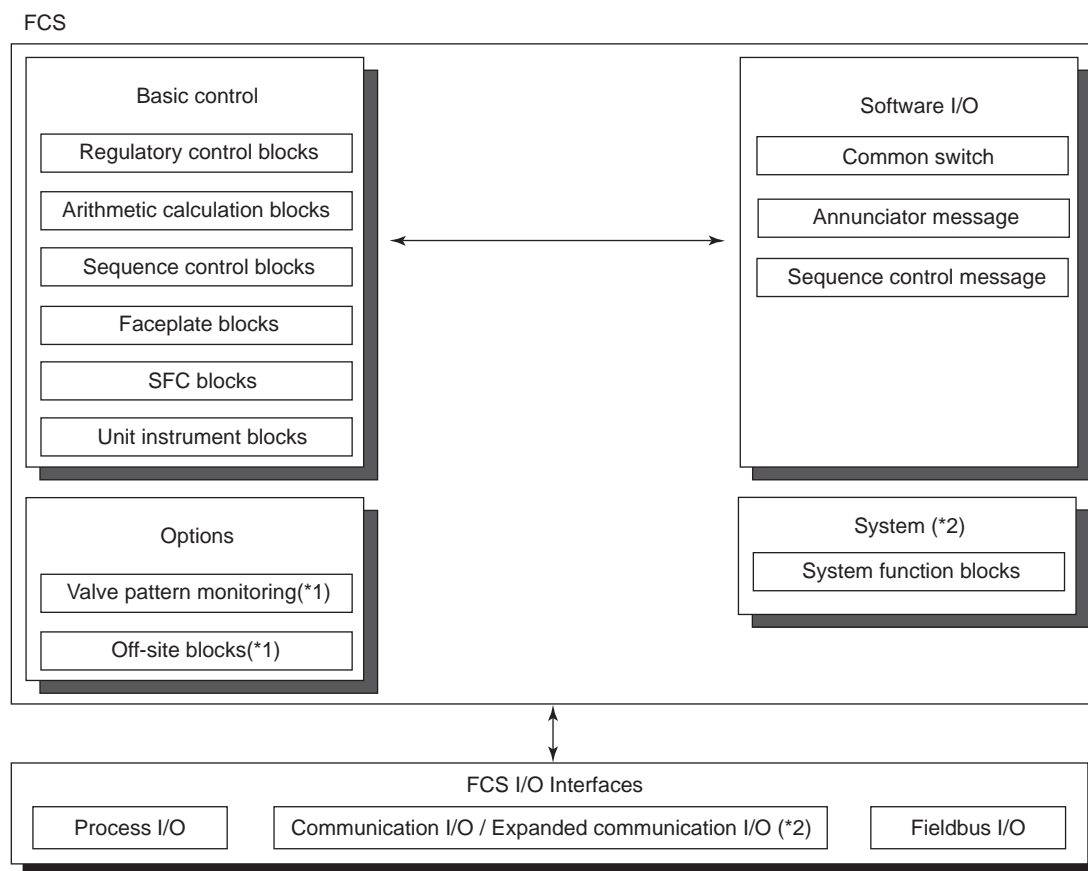 FCS
Basic control
Regulatory control blocks
Arithmetic calculation blocks
Sequence control blocks
Faceplate blocks
SFC blocks
Unit instrument blocks
Software I/O
Common switch
Annunciator message
Sequence control message
Options
Valve pattern monitoring(*1)
Off-site blocks(*1)
System (*2)
System function blocks
FCS I/O Interfaces
Process I/O
Communication I/O / Expanded communication I/O (*2)
Fieldbus I/O